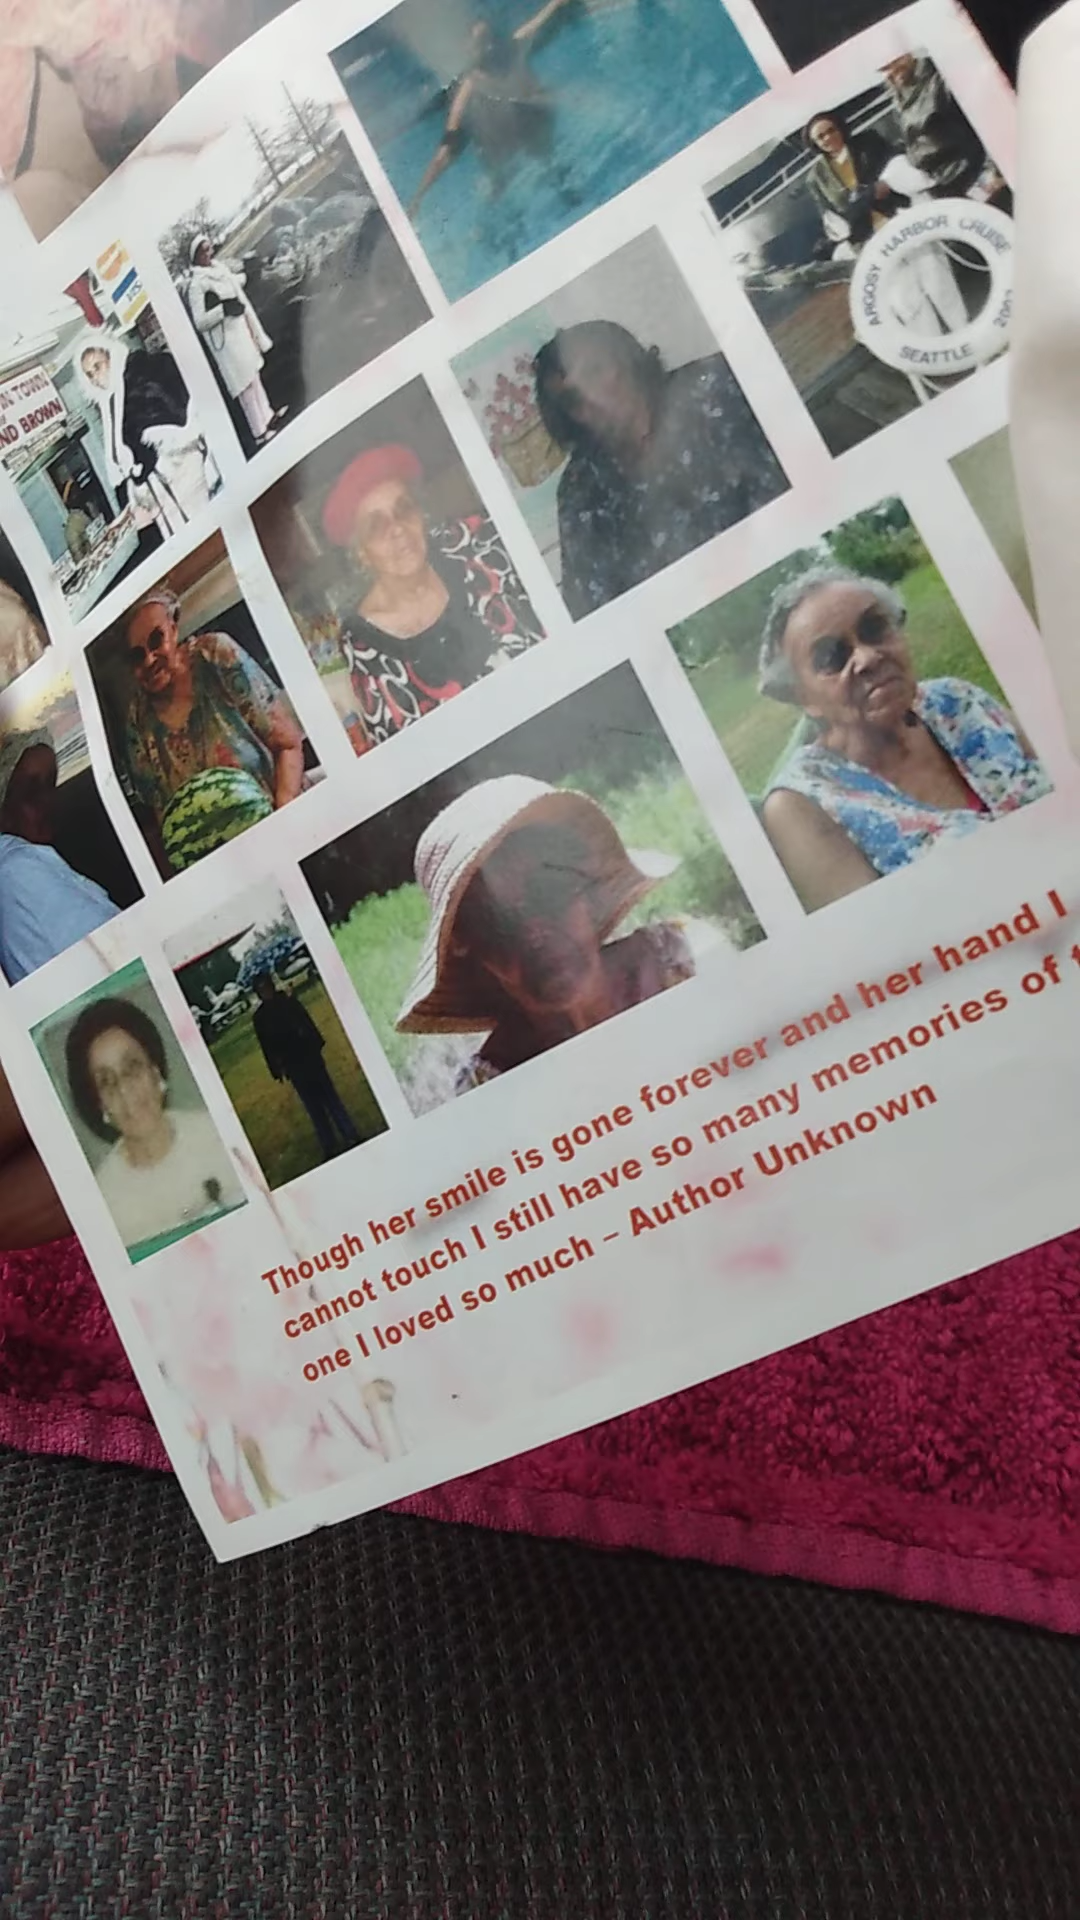 ARGOSY HARBOR CRUISE
SEATTLE
N TOWN
ND BROWN
Though her smile is gone forever and her hand I
cannot touch I still have so many memories of
one I loved so much – Author Unknown